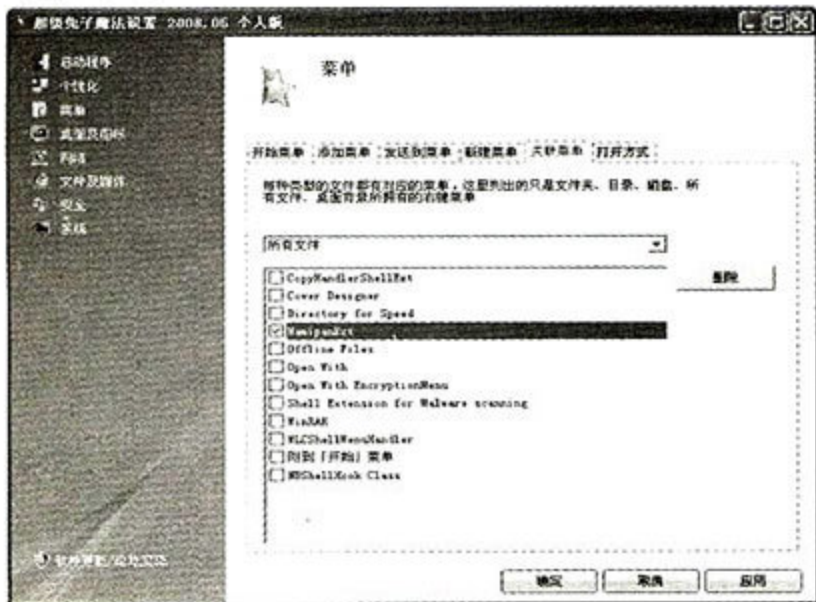 超级兔子魔法设置 2008.06 个人版
启动程序
个性化
菜单
桌面及图标
网络
文件及媒体
安全
系统
菜单
开始菜单 添加菜单 发送到菜单 新建菜单 关联菜单 打开方式
每种类型的文件都有对应的菜单，这里列出的只是文件夹、目录、磁盘、所
有文件、桌面背景所拥有的右键菜单
所有文件
删除
CopyHandlerShellExt
Cover Designer
Directory for Speed
Offline Files
Open With
Open With EncryptionMenu
Shell Extension for Malware scanning
WinRAR
WLCShellMenuHandler
附到「开始」菜单
确定 取消 应用